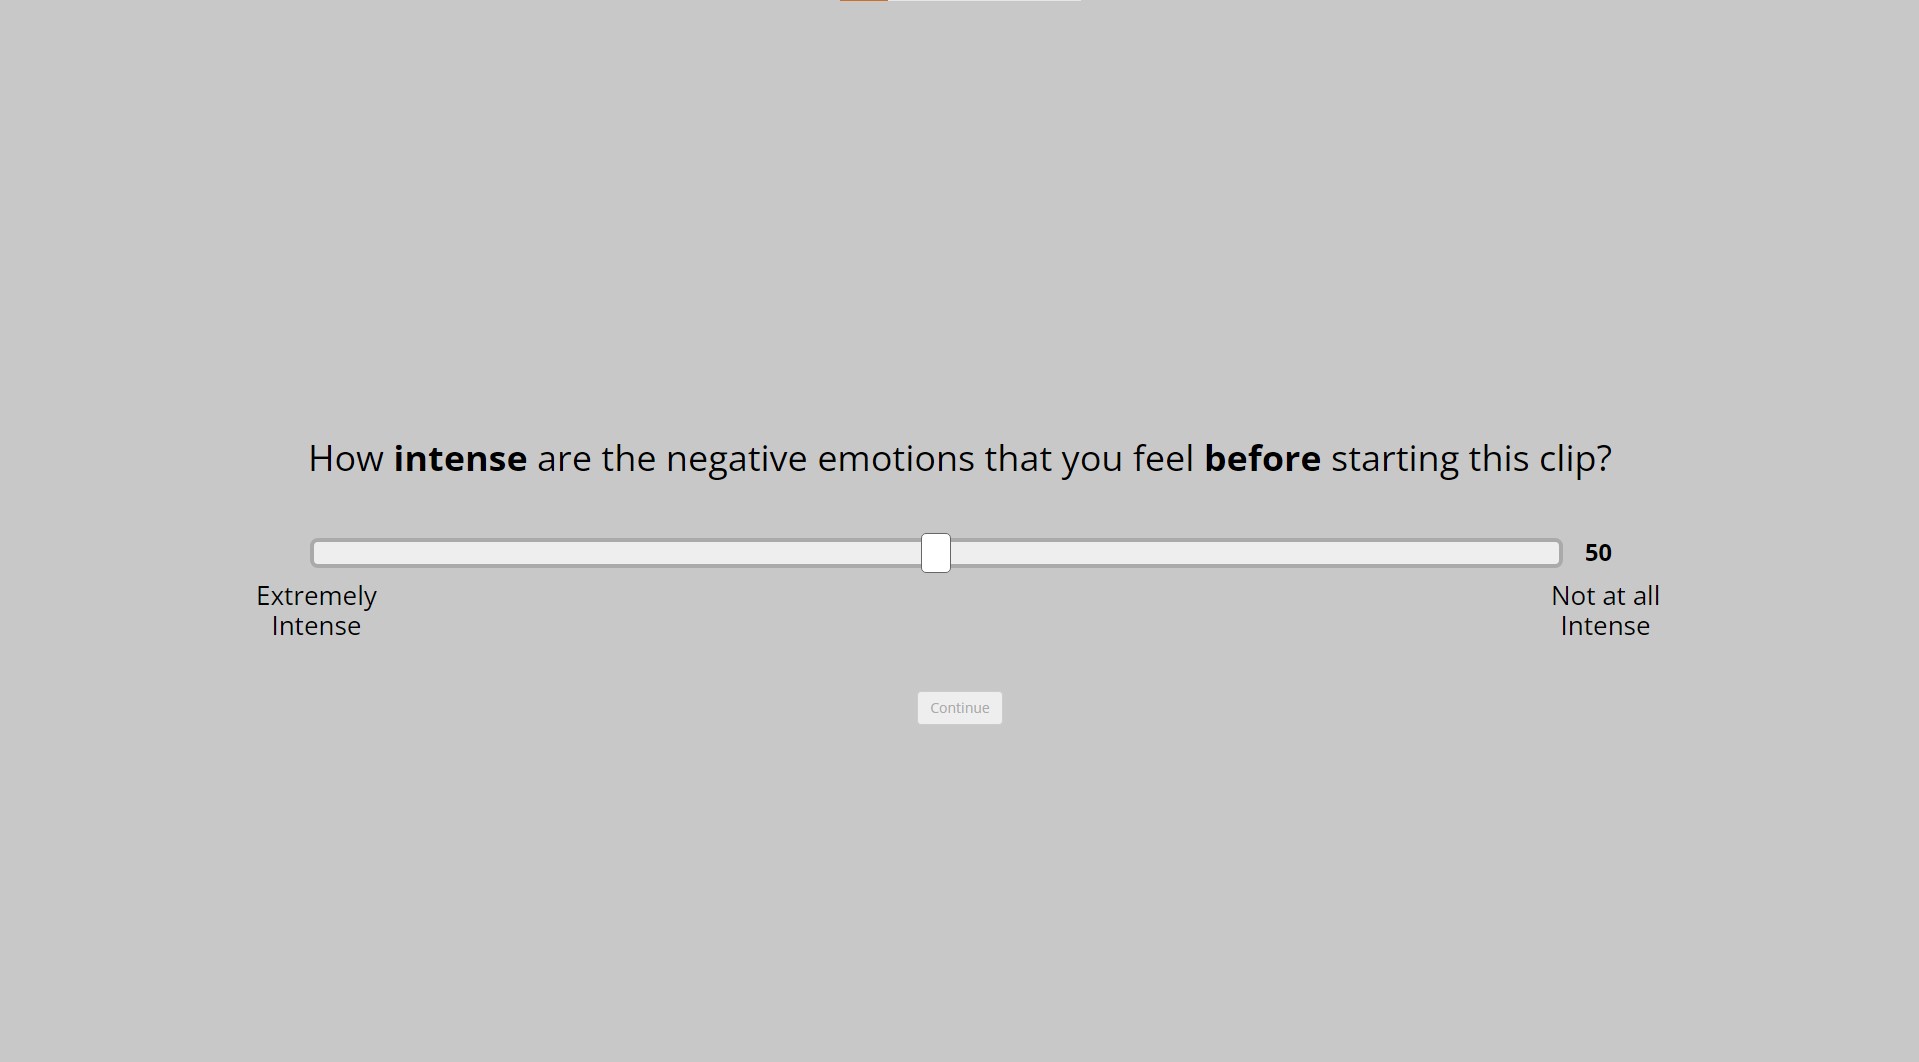 How intense are the negative emotions that you feel before starting this clip?
50
Extremely
Intense
Not at all
Intense
Continue